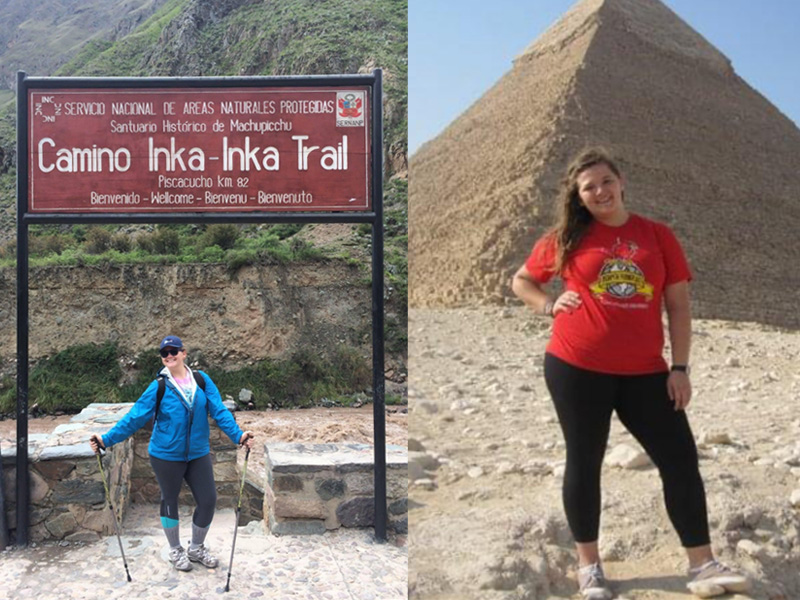 SERVICIO NACIONAL DE AREAS NATURALES PROTEGIDAS
Santuario Histórico de Machupicchu
SERNANP
Camino Inka-Inka Trail
Piscacucho km. 82
Bienvenido - Wellcome - Bienvenu - Bienvenuto